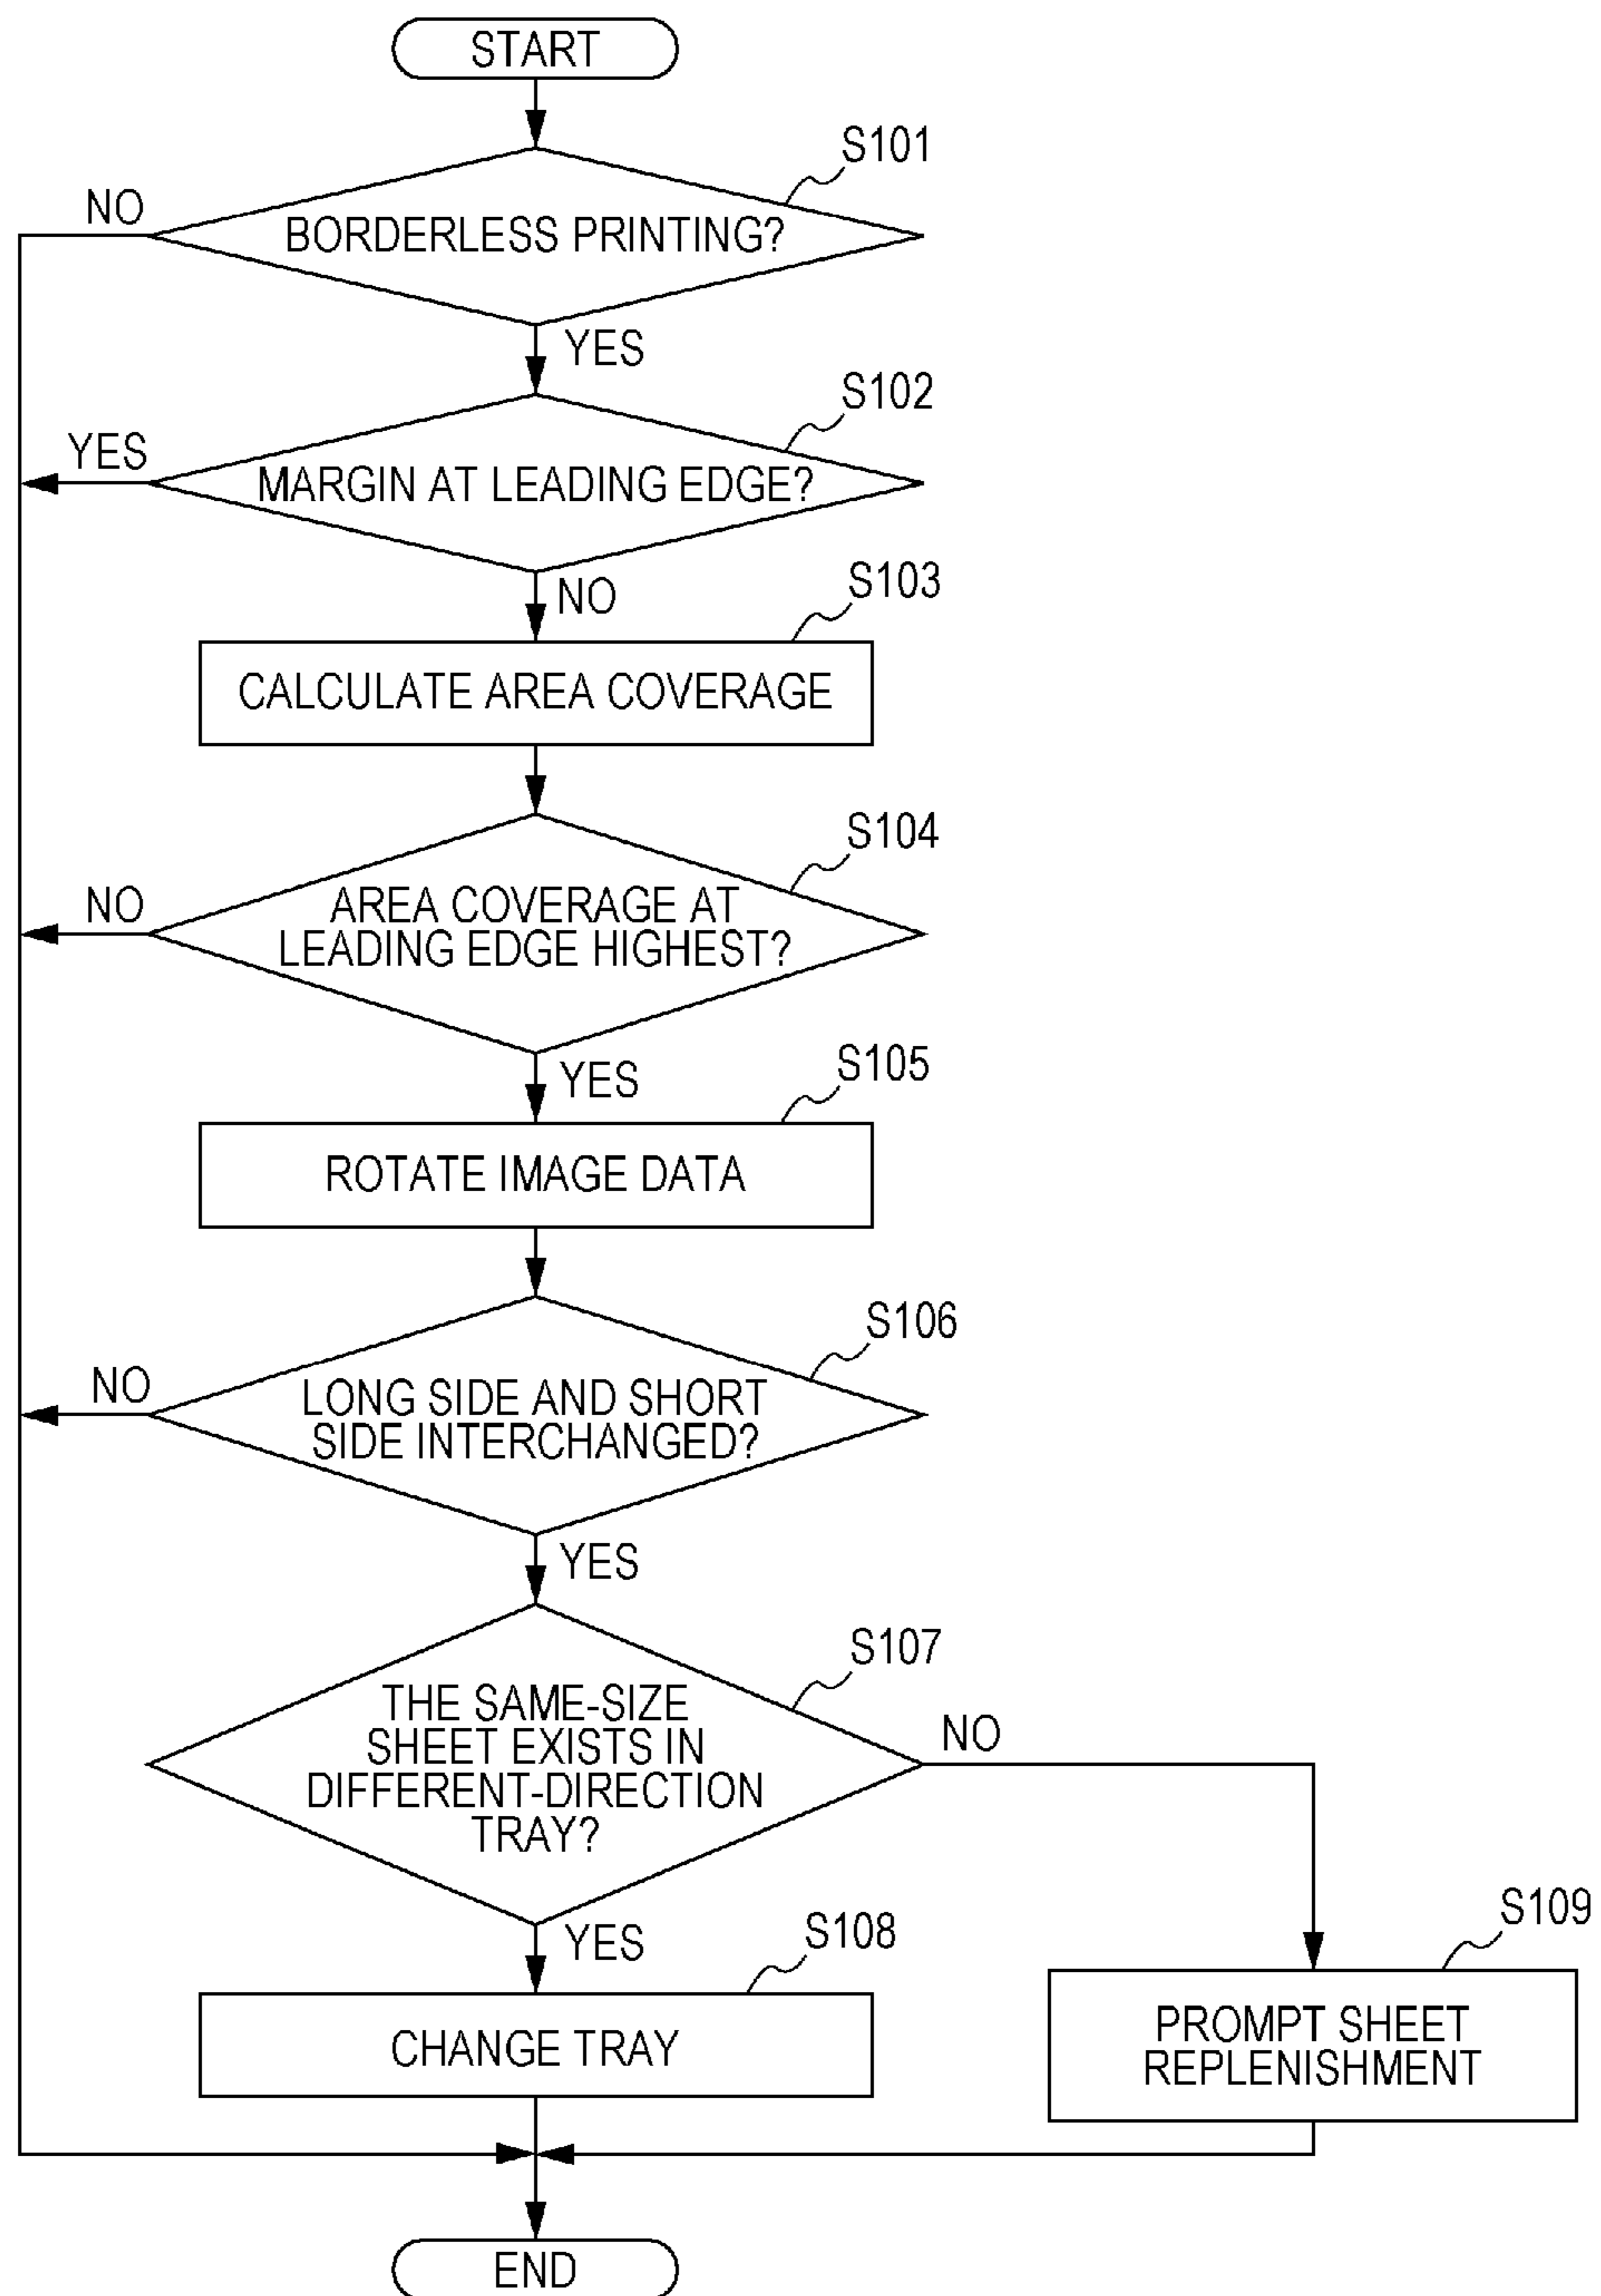 START
S101
NO
BORDERLESS PRINTING?
YES
S102
YES
MARGIN AT LEADING EDGE?
NO
S103
CALCULATE AREA COVERAGE
S104
NO
AREA COVERAGE AT
LEADING EDGE HIGHEST?
YES
S105
ROTATE IMAGE DATA
S106
NO
LONG SIDE AND SHORT
SIDE INTERCHANGED?
YES
S107
THE SAME-SIZE
SHEET EXISTS IN
DIFFERENT-DIRECTION
TRAY?
NO
YES
S108
CHANGE TRAY
S109
PROMPT SHEET
REPLENISHMENT
END